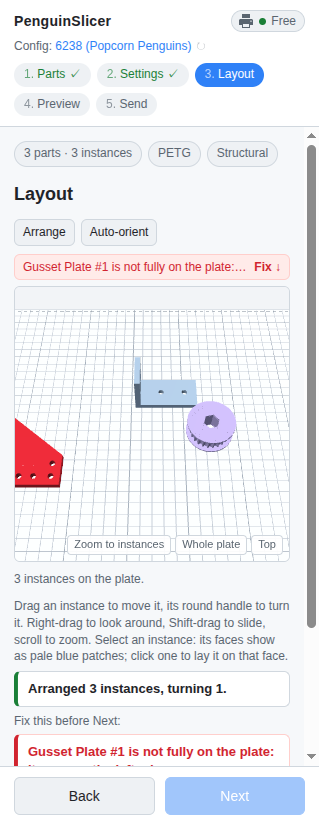 PenguinSlicer
Free
Config: 6238 (Popcorn Penguins)
1. Parts ✓
2. Settings ✓
3. Layout
4. Preview
5. Send
3 parts · 3 instances
PETG
Structural
Layout
Arrange
Auto-orient
Gusset Plate #1 is not fully on the plate:... Fix ↓
Zoom to instances
Whole plate
Top
3 instances on the plate.
Drag an instance to move it, its round handle to turn
it. Right-drag to look around, Shift-drag to slide,
scroll to zoom. Select an instance: its faces show
as pale blue patches; click one to lay it on that face.
Arranged 3 instances, turning 1.
Fix this before Next:
Gusset Plate #1 is not fully on the plate:
Back
Next